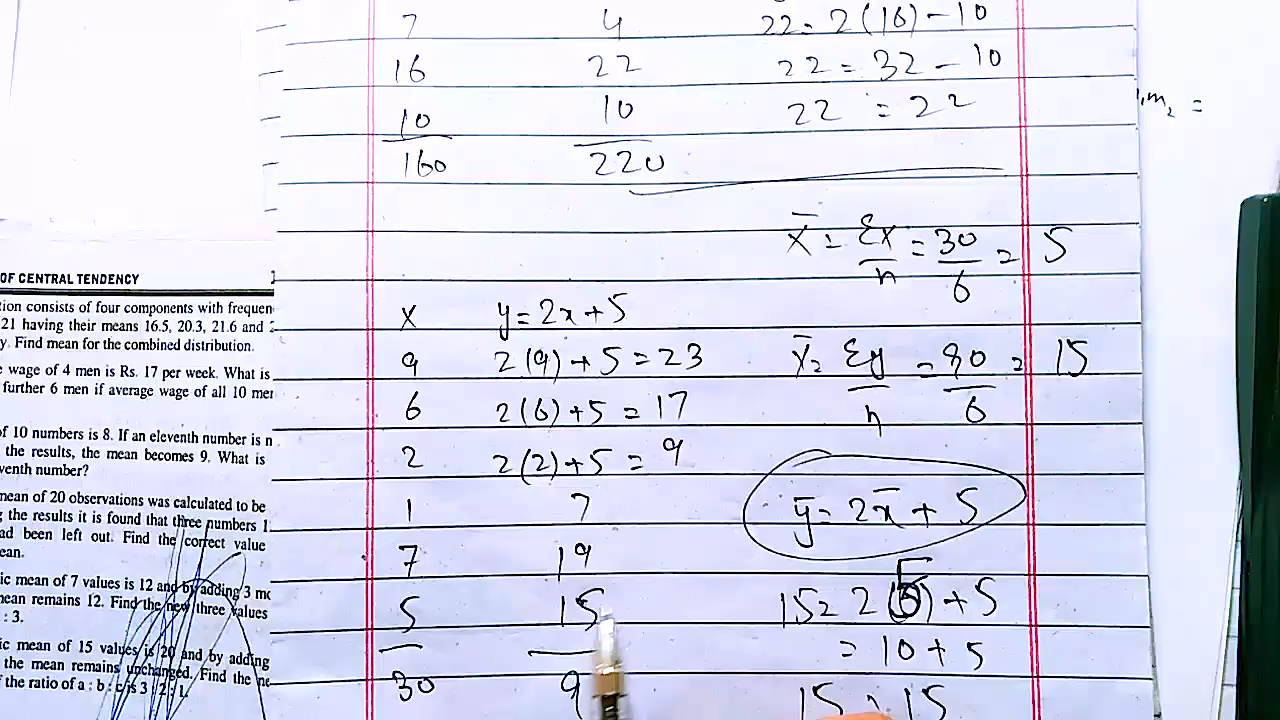 7 4 22 = 2(16) - 10
16 22 22 = 32 - 10
10 10 22 = 22
160 220
, m₂ =
x̄ = Σx/n = 30/6 = 5
x y = 2x + 5
9 2(9) + 5 = 23 ȳ = Σy/n = 90/6 = 15
6 2(6) + 5 = 17
2 2(2) + 5 = 9
1 7 ȳ = 2x̄ + 5
7 19
5 15 15 = 2(5) + 5
= 10 + 5
30 9 15 = 15
OF CENTRAL TENDENCY
tion consists of four components with frequen
21 having their means 16.5, 20.3, 21.6 and 2
y. Find mean for the combined distribution.
e wage of 4 men is Rs. 17 per week. What is
further 6 men if average wage of all 10 mer
of 10 numbers is 8. If an eleventh number is n
the results, the mean becomes 9. What is
venth number?
mean of 20 observations was calculated to be
g the results it is found that three numbers 1
ad been left out. Find the correct value
ean.
ic mean of 7 values is 12 and by adding 3 mo
mean remains 12. Find the new three values
: 3.
ic mean of 15 values is 20 and by adding
the mean remains unchanged. Find the ne
f the ratio of a : b : c is 3 : 2 : 1.